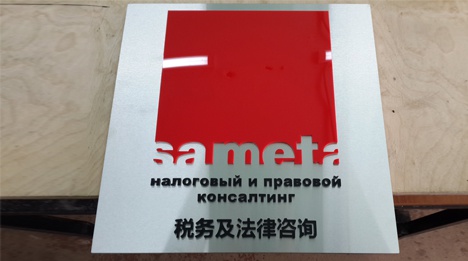 sameta
налоговый и правовой
консалтинг
税务及法律咨询